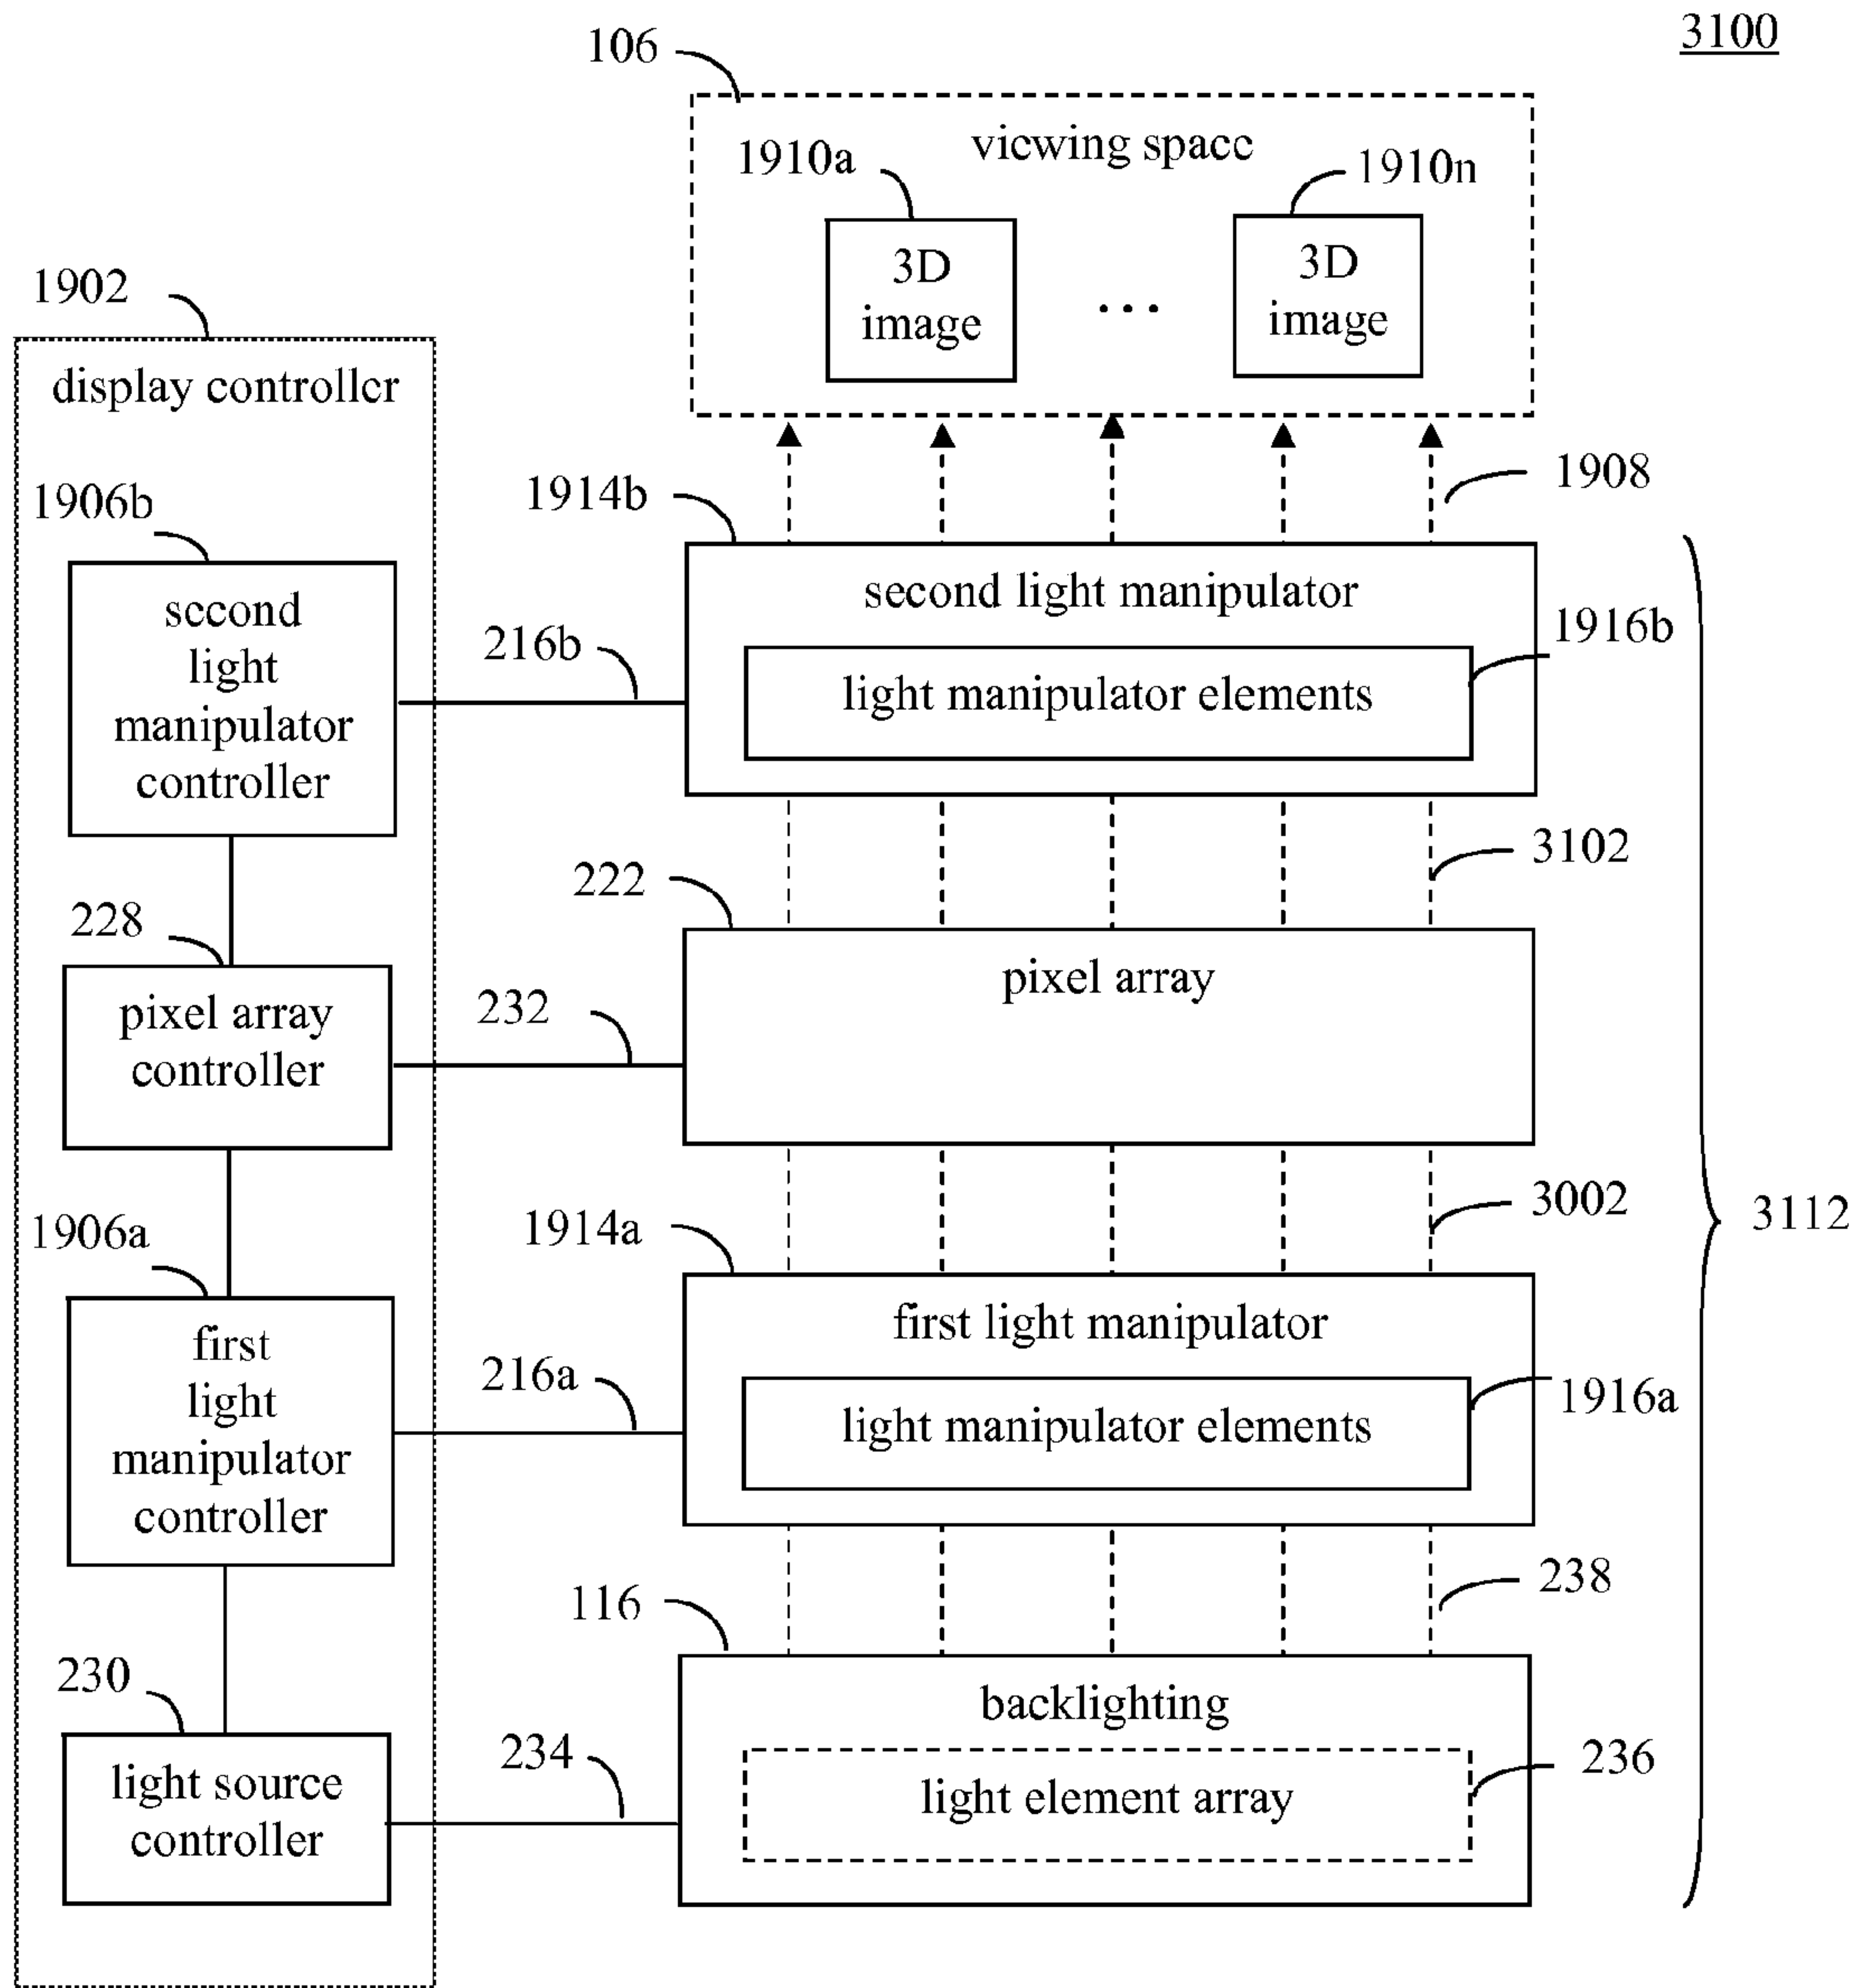 3100
106
viewing space
1910a
1910n
3D
image
...
3D
image
1902
display controller
1908
1914b
1906b
second light manipulator
second
light
manipulator
controller
1916b
216b
light manipulator elements
3102
222
228
pixel array
pixel array
controller
232
3002
1914a
3112
1906a
first light manipulator
first
light
manipulator
controller
216a
1916a
light manipulator elements
238
116
230
backlighting
234
236
light source
controller
light element array